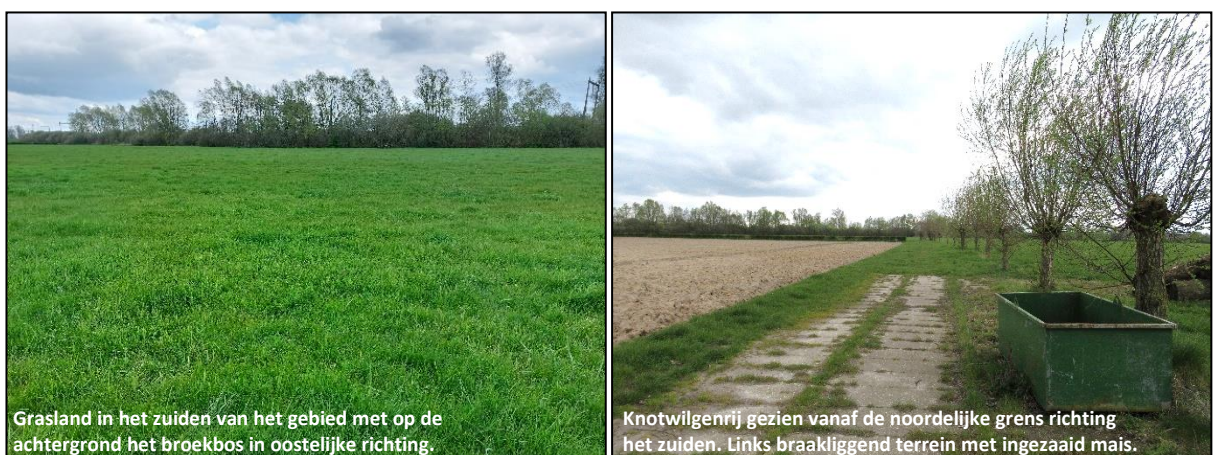 Grasland in het zuiden van het gebied met op de
achtergrond het broekbos in oostelijke richting.
Knotwilgenrij gezien vanaf de noordelijke grens richting
het zuiden. Links braakliggend terrein met ingezaaid mais.